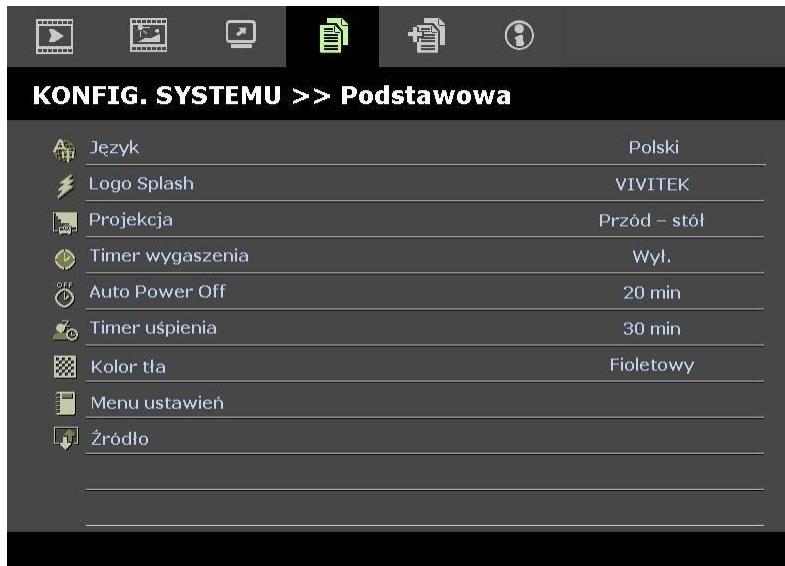 KONFIG. SYSTEMU >> Podstawowa
Język Polski
Logo Splash VIVITEK
Projekcja Przód – stół
Timer wygaszenia Wył.
OFF
Auto Power Off 20 min
Timer uśpienia 30 min
Kolor tła Fioletowy
Menu ustawień
Źródło